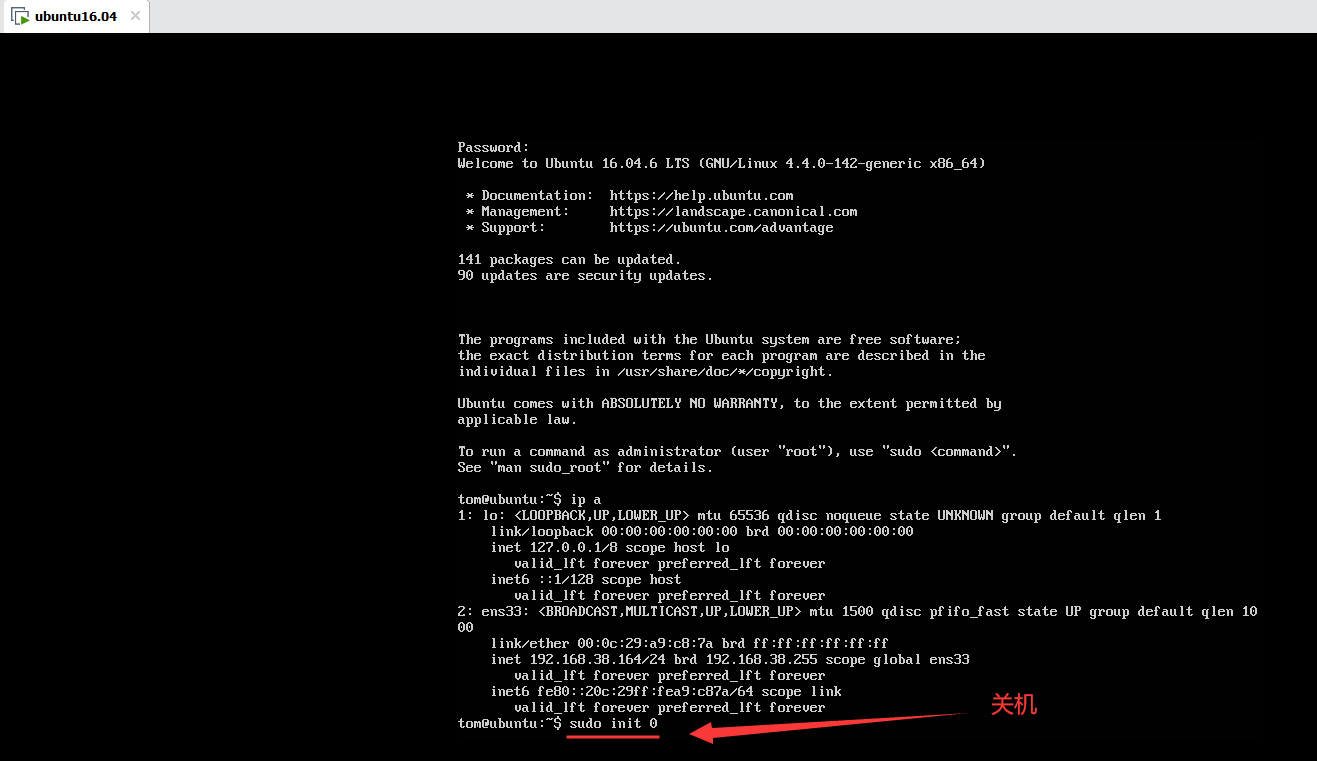 ubuntu16.04
Password:
Welcome to Ubuntu 16.04.6 LTS (GNU/Linux 4.4.0-142-generic x86_64)
* Documentation:  https://help.ubuntu.com
* Management:     https://landscape.canonical.com
* Support:        https://ubuntu.com/advantage
141 packages can be updated.
90 updates are security updates.
The programs included with the Ubuntu system are free software;
the exact distribution terms for each program are described in the
individual files in /usr/share/doc/*/copyright.
Ubuntu comes with ABSOLUTELY NO WARRANTY, to the extent permitted by
applicable law.
To run a command as administrator (user "root"), use "sudo <command>".
See "man sudo_root" for details.
tom@ubuntu:~$ ip a
1: lo: <LOOPBACK,UP,LOWER_UP> mtu 65536 qdisc noqueue state UNKNOWN group default qlen 1
link/loopback 00:00:00:00:00:00 brd 00:00:00:00:00:00
inet 127.0.0.1/8 scope host lo
valid_lft forever preferred_lft forever
inet6 ::1/128 scope host
valid_lft forever preferred_lft forever
2: ens33: <BROADCAST,MULTICAST,UP,LOWER_UP> mtu 1500 qdisc pfifo_fast state UP group default qlen 10
00
link/ether 00:0c:29:a9:c8:7a brd ff:ff:ff:ff:ff:ff
inet 192.168.38.164/24 brd 192.168.38.255 scope global ens33
valid_lft forever preferred_lft forever
inet6 fe80::20c:29ff:fea9:c87a/64 scope link
valid_lft forever preferred_lft forever
tom@ubuntu:~$ sudo init 0
关机